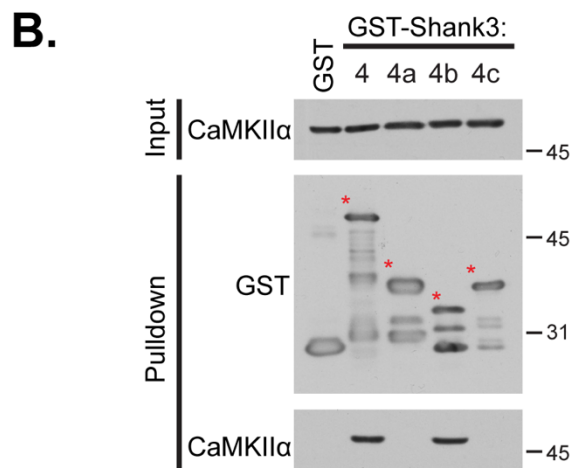 B.
GST-Shank3:
GST 4 4a 4b 4c
Input CaMKIIα
45
Pulldown
*
45
*
*
*
GST
31
CaMKIIα
45